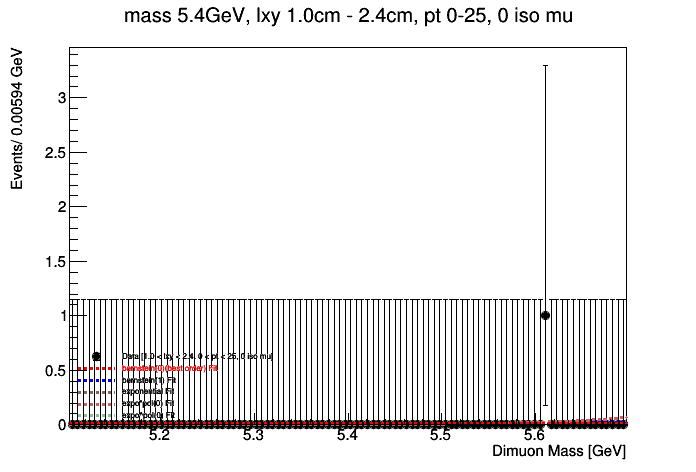 mass 5.4GeV, lxy 1.0cm - 2.4cm, pt 0-25, 0 iso mu
Events/ 0.00594 GeV
3
2.5
2
1.5
1
0.5
0
Data [1.0 < lxy < 2.4, 0 < pt < 25, 0 iso mu]
(best order) Fit
bernstein[1] Fit
exponential Fit
Fit
Fit
5.2
5.3
5.4
5.5
5.6
Dimuon Mass [GeV]